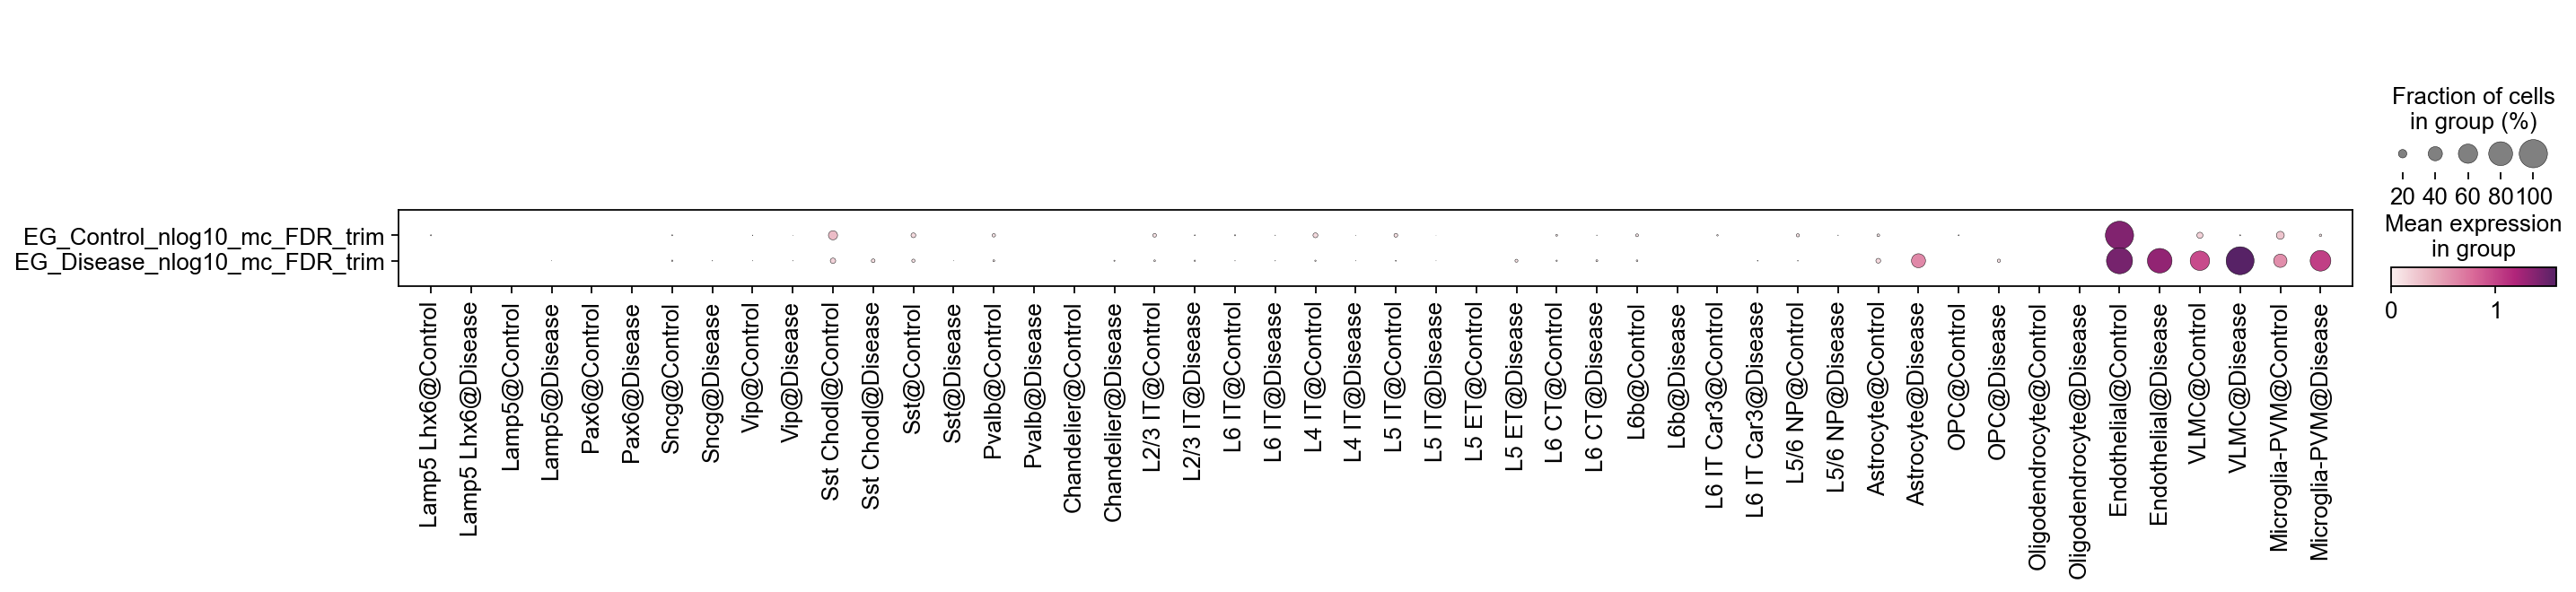 Fraction of cells
in group (%)
20 40 60 80 100
Mean expression
in group
0 1
EG_Control_nlog10_mc_FDR_trim
EG_Disease_nlog10_mc_FDR_trim
Lamp5 Lhx6@Control
Lamp5 Lhx6@Disease
Lamp5@Control
Lamp5@Disease
Pax6@Control
Pax6@Disease
Sncg@Control
Sncg@Disease
Vip@Control
Vip@Disease
Sst Chodl@Control
Sst Chodl@Disease
Sst@Control
Sst@Disease
Pvalb@Control
Pvalb@Disease
Chandelier@Control
Chandelier@Disease
L2/3 IT@Control
L2/3 IT@Disease
L6 IT@Control
L6 IT@Disease
L4 IT@Control
L4 IT@Disease
L5 IT@Control
L5 IT@Disease
L5 ET@Control
L5 ET@Disease
L6 CT@Control
L6 CT@Disease
L6b@Control
L6b@Disease
L6 IT Car3@Control
L6 IT Car3@Disease
L5/6 NP@Control
L5/6 NP@Disease
Astrocyte@Control
Astrocyte@Disease
OPC@Control
OPC@Disease
Oligodendrocyte@Control
Oligodendrocyte@Disease
Endothelial@Control
Endothelial@Disease
VLMC@Control
VLMC@Disease
Microglia-PVM@Control
Microglia-PVM@Disease